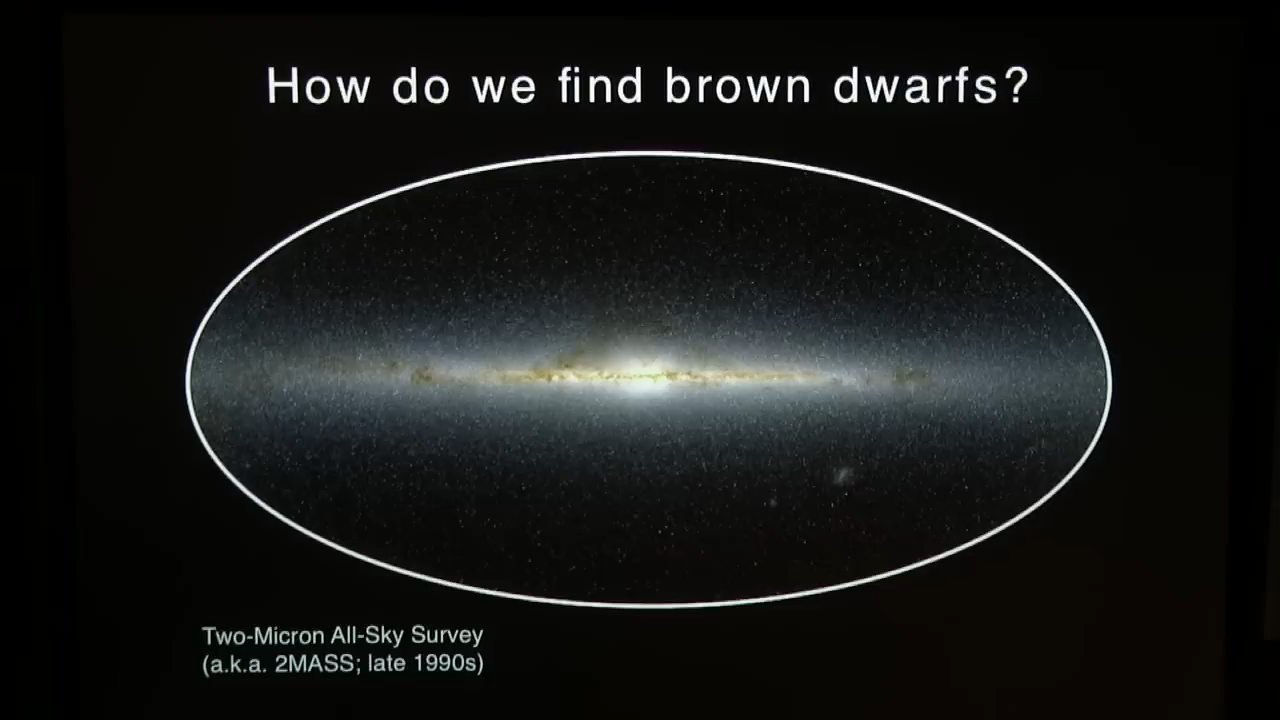 How do we find brown dwarfs?
Two-Micron All-Sky Survey
(a.k.a. 2MASS; late 1990s)